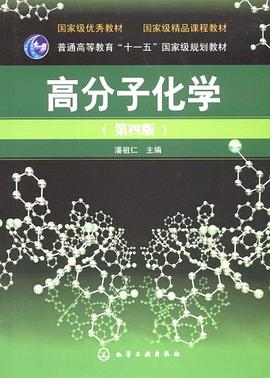 国家级优秀教材 国家级精品课程教材
普通高等教育“十一五”国家级规划教材
高分子化学
（第四版）
潘祖仁 主编
化学工业出版社